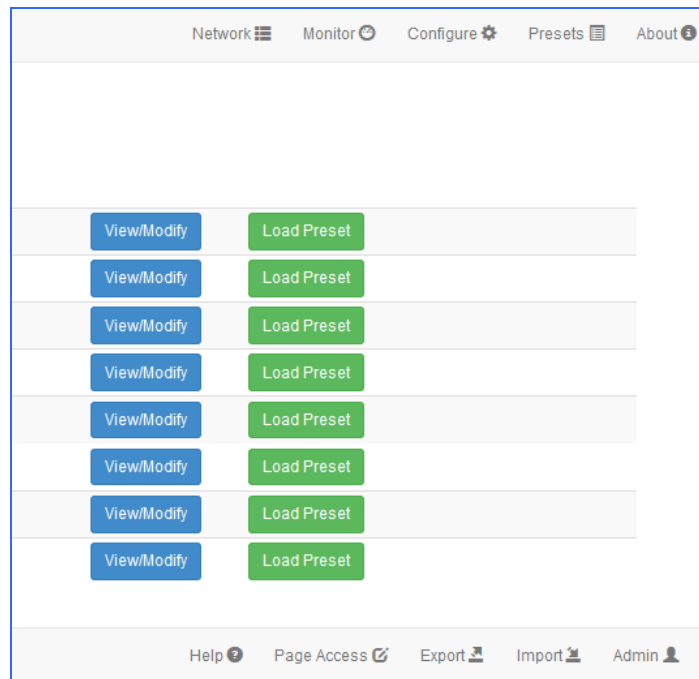 Network Monitor Configure Presets About
View/Modify Load Preset
View/Modify Load Preset
View/Modify Load Preset
View/Modify Load Preset
View/Modify Load Preset
View/Modify Load Preset
View/Modify Load Preset
View/Modify Load Preset
Help Page Access Export Import Admin